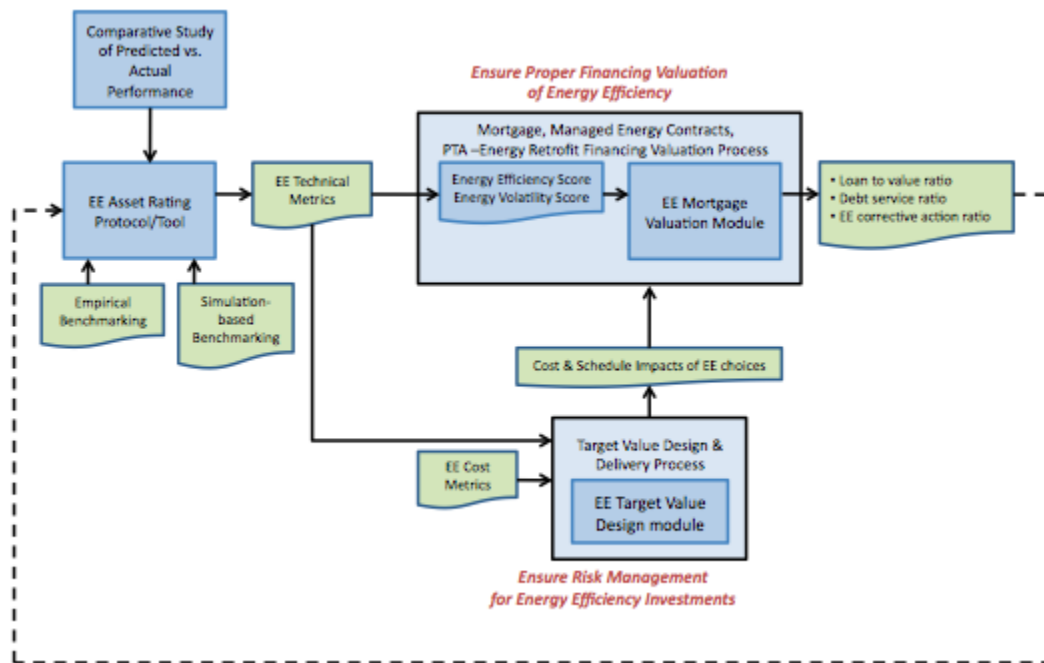 Comparative Study
of Predicted vs.
Actual
Performance
Ensure Proper Financing Valuation
of Energy Efficiency
Mortgage, Managed Energy Contracts,
PTA –Energy Retrofit Financing Valuation Process
EE Asset Rating
Protocol/Tool
EE Technical
Metrics
Energy Efficiency Score
Energy Volatility Score
EE Mortgage
Valuation Module
• Loan to value ratio
• Debt service ratio
• EE corrective action ratio
Empirical
Benchmarking
Simulation-
based
Benchmarking
Cost & Schedule Impacts of EE choices
Target Value Design &
Delivery Process
EE Cost
Metrics
EE Target Value
Design module
Ensure Risk Management
for Energy Efficiency Investments